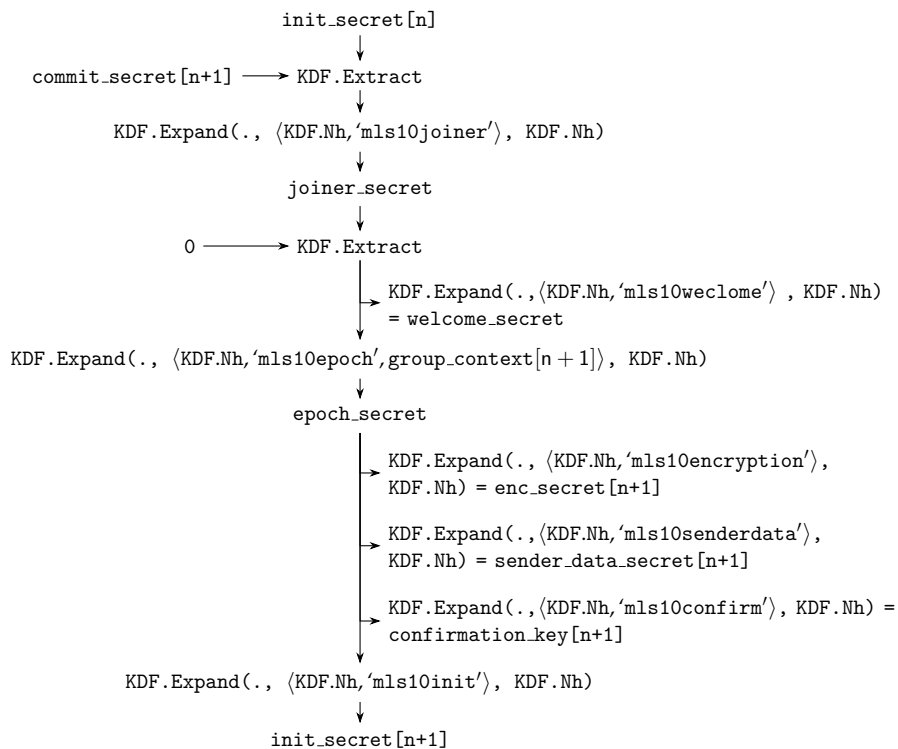 init_secret[n]
commit_secret[n+1] KDF.Extract
KDF.Expand(., ⟨KDF.Nh,‘mls10joiner′⟩, KDF.Nh)
joiner_secret
0 KDF.Extract
KDF.Expand(.,⟨KDF.Nh,‘mls10weclome′⟩ , KDF.Nh)
= welcome_secret
KDF.Expand(., ⟨KDF.Nh,‘mls10epoch′,group_context[n + 1]⟩, KDF.Nh)
epoch_secret
KDF.Expand(., ⟨KDF.Nh,‘mls10encryption′⟩,
KDF.Nh) = enc_secret[n+1]
KDF.Expand(.,⟨KDF.Nh,‘mls10senderdata′⟩,
KDF.Nh) = sender_data_secret[n+1]
KDF.Expand(.,⟨KDF.Nh,‘mls10confirm′⟩, KDF.Nh) =
confirmation_key[n+1]
KDF.Expand(., ⟨KDF.Nh,‘mls10init′⟩, KDF.Nh)
init_secret[n+1]